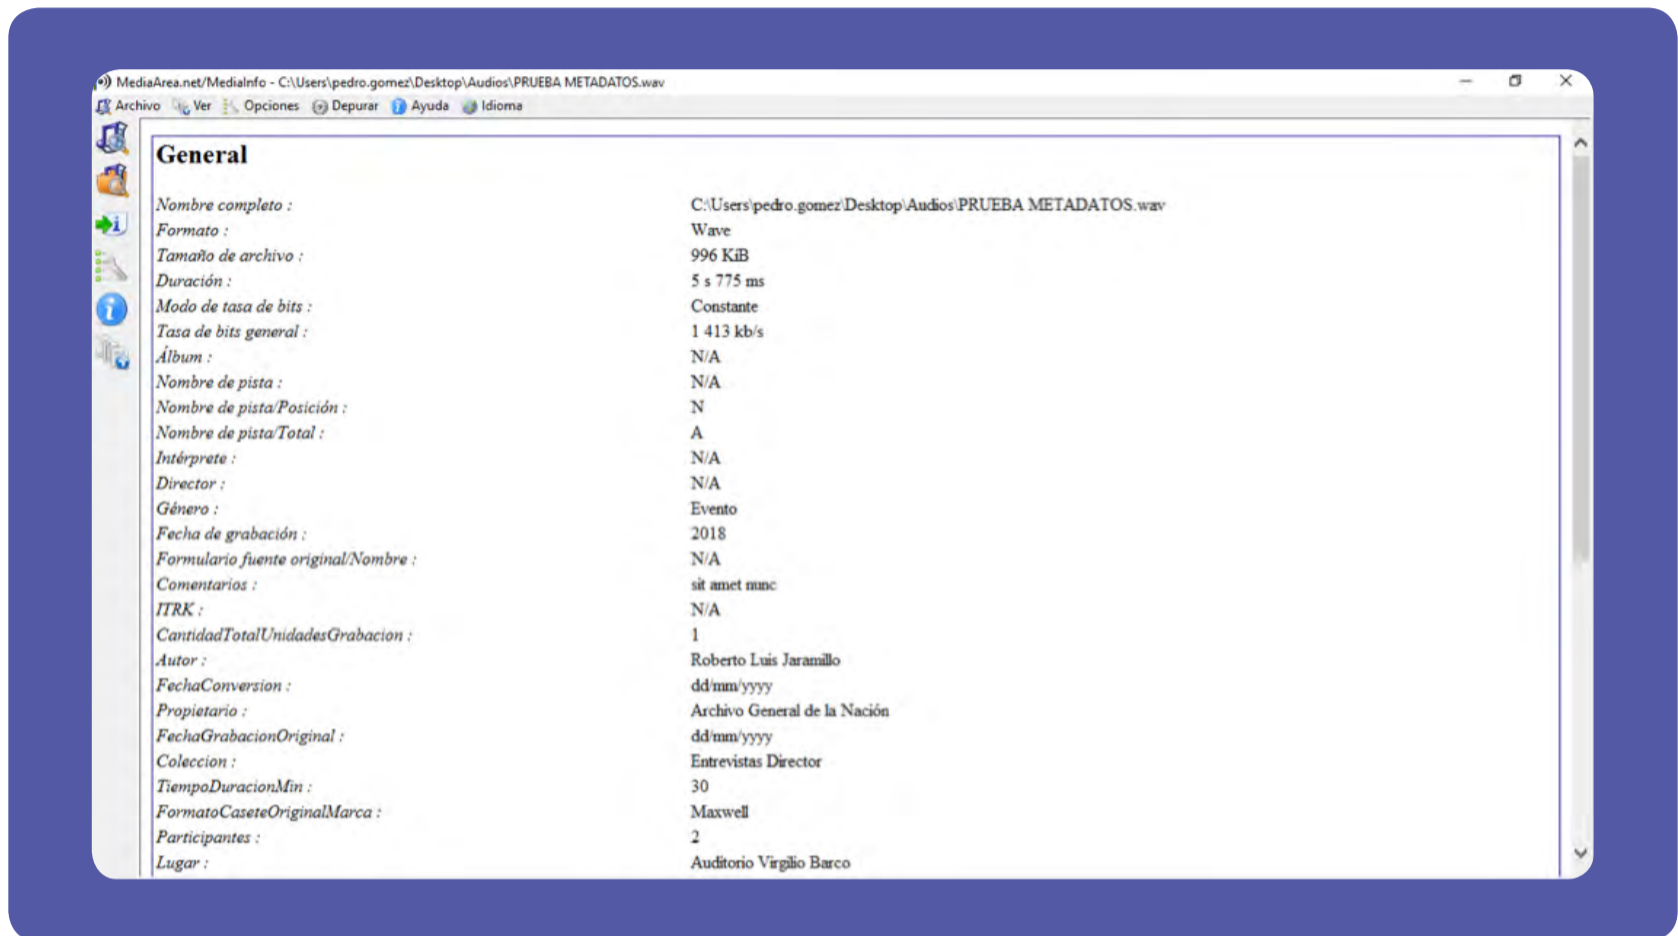 MediaArea.net/MediaInfo - C:\Users\pedro.gomez\Desktop\Audios\PRUEBA METADATOS.wav
Archivo Ver Opciones Depurar Ayuda Idioma
General
Nombre completo : C:\Users\pedro.gomez\Desktop\Audios\PRUEBA METADATOS.wav
Formato : Wave
Tamaño de archivo : 996 KiB
Duración : 5 s 775 ms
Modo de tasa de bits : Constante
Tasa de bits general : 1 413 kb/s
Álbum : N/A
Nombre de pista : N/A
Nombre de pista/Posición : N
Nombre de pista/Total : A
Intérprete : N/A
Director : N/A
Género : Evento
Fecha de grabación : 2018
Formulario fuente original/Nombre : N/A
Comentarios : sit amet nunc
ITRK : N/A
CantidadTotalUnidadesGrabacion : 1
Autor : Roberto Luis Jaramillo
FechaConversion : dd/mm/yyyy
Propietario : Archivo General de la Nación
FechaGrabacionOriginal : dd/mm/yyyy
Coleccion : Entrevistas Director
TiempoDuracionMin : 30
FormatoCaseteOriginalMarca : Maxwell
Participantes : 2
Lugar : Auditorio Virgilio Barco